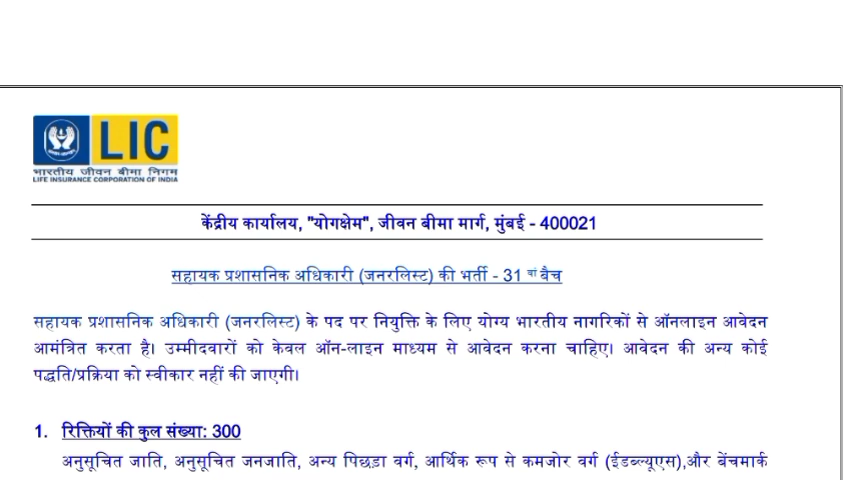 LIC
भारतीय जीवन बीमा निगम
LIFE INSURANCE CORPORATION OF INDIA
केंद्रीय कार्यालय, "योगक्षेम", जीवन बीमा मार्ग, मुंबई - 400021
सहायक प्रशासनिक अधिकारी (जनरलिस्ट) की भर्ती - 31 वां बैच
सहायक प्रशासनिक अधिकारी (जनरलिस्ट) के पद पर नियुक्ति के लिए योग्य भारतीय नागरिकों से ऑनलाइन आवेदन
आमंत्रित करता है। उम्मीदवारों को केवल ऑन-लाइन माध्यम से आवेदन करना चाहिए। आवेदन की अन्य कोई
पद्धति/प्रक्रिया को स्वीकार नहीं की जाएगी।
1. रिक्तियों की कुल संख्या: 300
अनुसूचित जाति, अनुसूचित जनजाति, अन्य पिछड़ा वर्ग, आर्थिक रूप से कमजोर वर्ग (ईडब्ल्यूएस),और बेंचमार्क